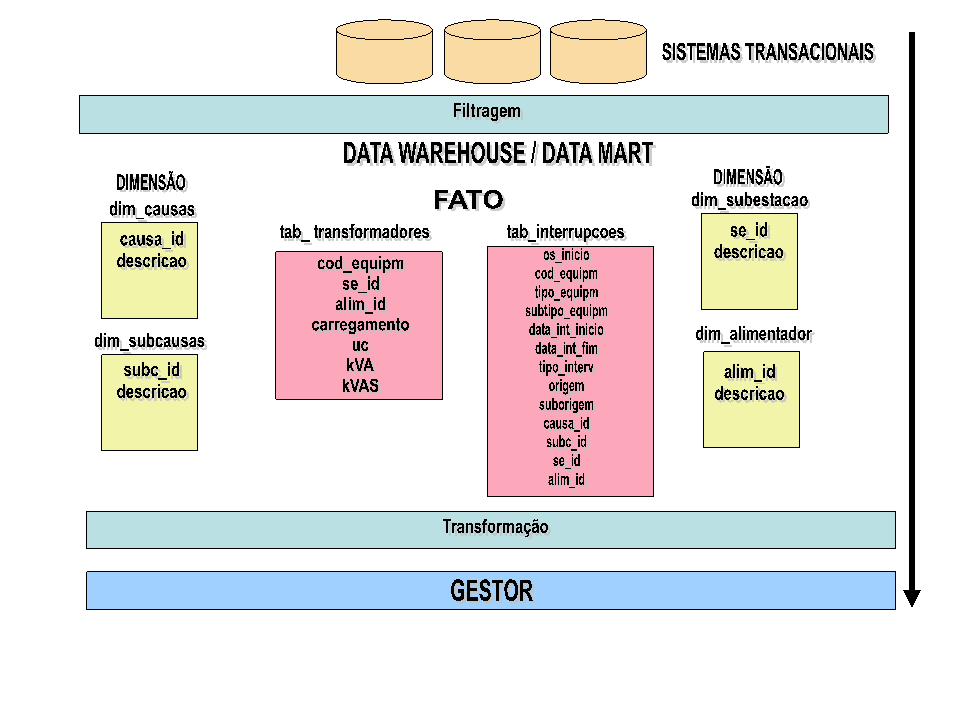 SISTEMAS TRANSACIONAIS
Filtragem
DATA WAREHOUSE / DATA MART
DIMENSÃO
dim_causas
causa_id
descricao
dim_subcausas
subc_id
descricao
FATO
tab_ transformadores
cod_equipm
se_id
alim_id
carregamento
uc
kVA
kVAS
tab_interrupcoes
os_inicio
cod_equipm
tipo_equipm
subtipo_equipm
data_int_inicio
data_int_fim
tipo_interv
origem
suborigem
causa_id
subc_id
se_id
alim_id
DIMENSÃO
dim_subestacao
se_id
descricao
dim_alimentador
alim_id
descricao
Transformação
GESTOR